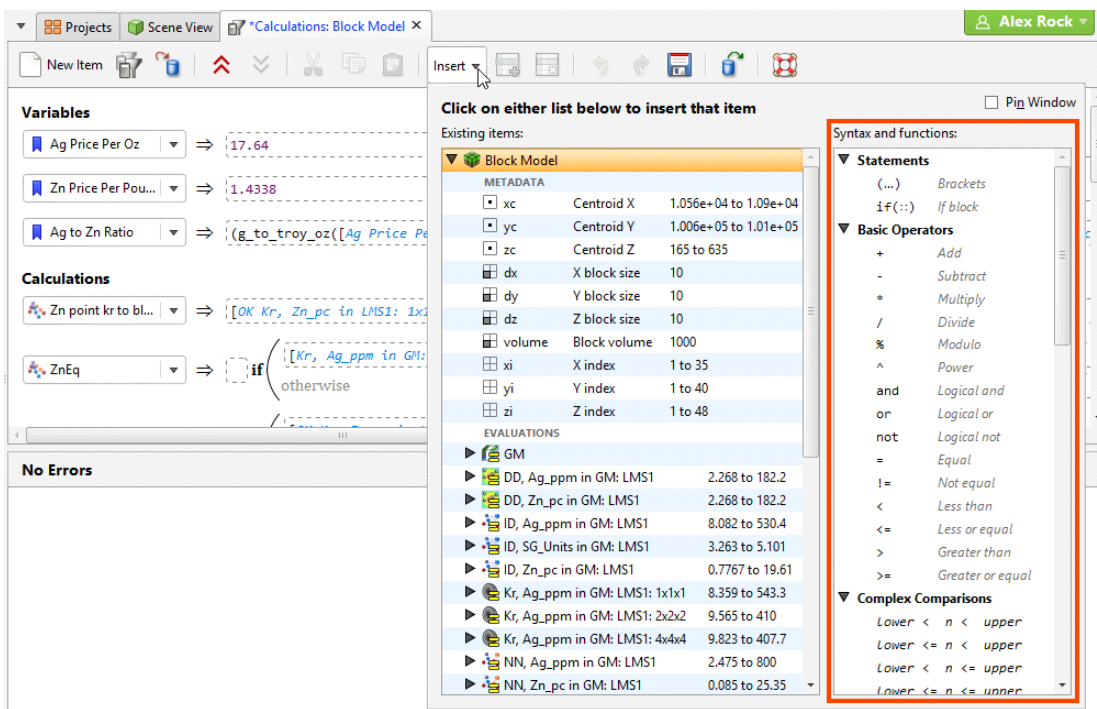 Projects Scene View *Calculations: Block Model × Alex Rock
New Item Insert
Variables
Ag Price Per Oz ⇒ 17.64
Zn Price Per Pou... ⇒ 1.4338
Ag to Zn Ratio ⇒ (g_to_troy_oz([Ag Price Pe
Calculations
Zn point kr to bl... ⇒ [OK Kr, Zn_pc in LMS1: 1x1
ZnEq ⇒ if( [Kr, Ag_ppm in GM:
otherwise
No Errors
Click on either list below to insert that item Pin Window
Existing items:
Block Model
METADATA
xc Centroid X 1.056e+04 to 1.09e+04
yc Centroid Y 1.006e+05 to 1.01e+05
zc Centroid Z 165 to 635
dx X block size 10
dy Y block size 10
dz Z block size 10
volume Block volume 1000
xi X index 1 to 35
yi Y index 1 to 40
zi Z index 1 to 48
EVALUATIONS
GM
DD, Ag_ppm in GM: LMS1 2.268 to 182.2
DD, Zn_pc in GM: LMS1 2.268 to 182.2
ID, Ag_ppm in GM: LMS1 8.082 to 530.4
ID, SG_Units in GM: LMS1 3.263 to 5.101
ID, Zn_pc in GM: LMS1 0.7767 to 19.61
Kr, Ag_ppm in GM: LMS1: 1x1x1 8.359 to 543.3
Kr, Ag_ppm in GM: LMS1: 2x2x2 9.565 to 410
Kr, Ag_ppm in GM: LMS1: 4x4x4 9.823 to 407.7
NN, Ag_ppm in GM: LMS1 2.475 to 800
NN, Zn_pc in GM: LMS1 0.085 to 25.35
Syntax and functions:
Statements
(...) Brackets
if(::) If block
Basic Operators
+ Add
- Subtract
* Multiply
/ Divide
% Modulo
^ Power
and Logical and
or Logical or
not Logical not
= Equal
!= Not equal
< Less than
<= Less or equal
> Greater than
>= Greater or equal
Complex Comparisons
Lower < n < upper
Lower <= n < upper
Lower < n <= upper
Lower <= n <= upper